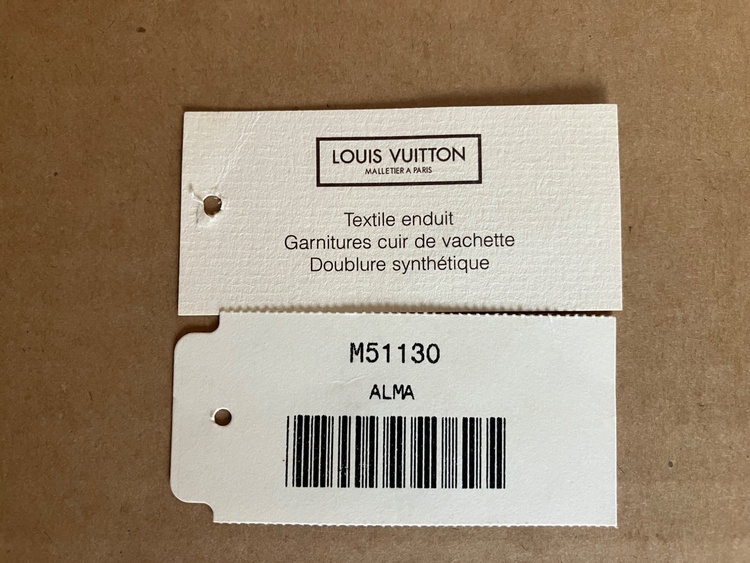 LOUIS VUITTON
MALLETIER A PARIS
Textile enduit
Garnitures cuir de vachette
Doublure synthétique
M51130
ALMA